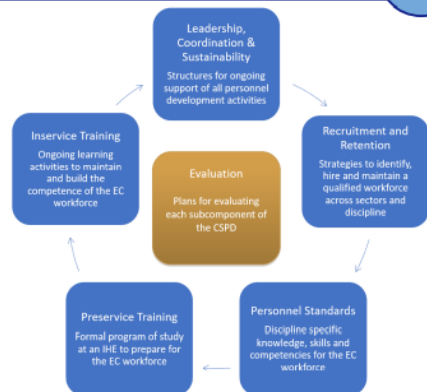 Leadership,
Coordination &
Sustainability
Structures for ongoing
support of all personnel
development activities
Recruitment and
Retention
Strategies to identify,
hire and maintain a
qualified workforce
across sectors and
discipline
Personnel Standards
Discipline specific
knowledge, skills and
competencies for the EC
workforce
Preservice Training
Formal program of study
at an IHE to prepare for
the EC workforce
Inservice Training
Ongoing learning
activities to maintain
and build the
competence of the EC
workforce
Evaluation
Plans for evaluating
each subcomponent of
the CSPD